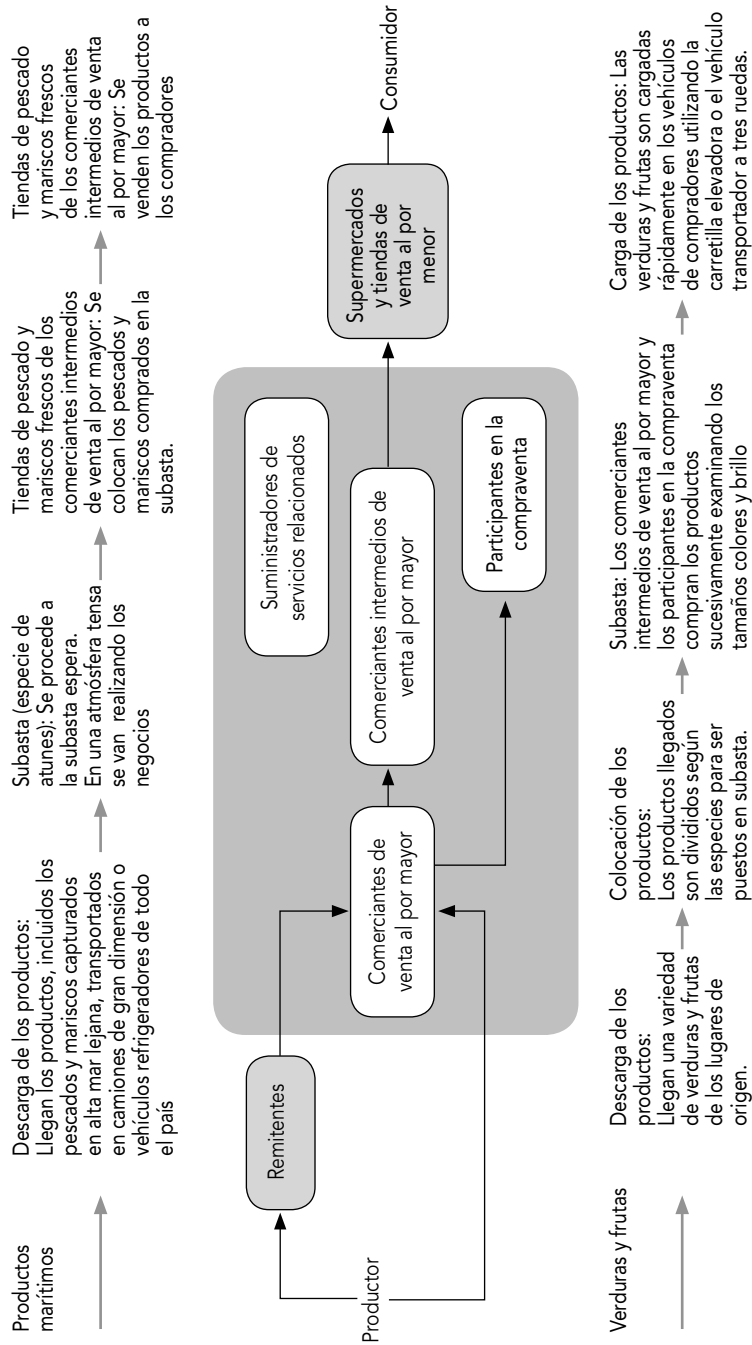 Productos
marítimos
Descarga de los productos:
Llegan los productos, incluidos los
pescados y mariscos capturados
en alta mar lejana, transportados
en camiones de gran dimensión o
vehículos refrigeradores de todo
el país
Subasta (especie de
atunes): Se procede a
la subasta espera.
En una atmósfera tensa
se van realizando los
negocios
Tiendas de pescado y
mariscos frescos de los
comerciantes intermedios
de venta al por mayor: Se
colocan los pescados y
mariscos comprados en la
subasta.
Tiendas de pescado
y mariscos frescos
de los comerciantes
intermedios de venta
al por mayor: Se
venden los productos a
los compradores
Productor
Remitentes
Comerciantes de
venta al por mayor
Suministradores de
servicios relacionados
Comerciantes intermedios de
venta al por mayor
Participantes en la
compraventa
Supermercados
y tiendas de
venta al por
menor
Consumidor
Verduras y frutas
Descarga de los
productos:
Llegan una variedad
de verduras y frutas
de los lugares de
origen.
Colocación de los
productos:
Los productos llegados
son divididos según
las especies para ser
puestos en subasta.
Subasta: Los comerciantes
intermedios de venta al por mayor y
los participantes en la compraventa
compran los productos
sucesivamente examinando los
tamaños colores y brillo
Carga de los productos: Las
verduras y frutas son cargadas
rápidamente en los vehículos
de compradores utilizando la
carretilla elevadora o el vehículo
transportador a tres ruedas.